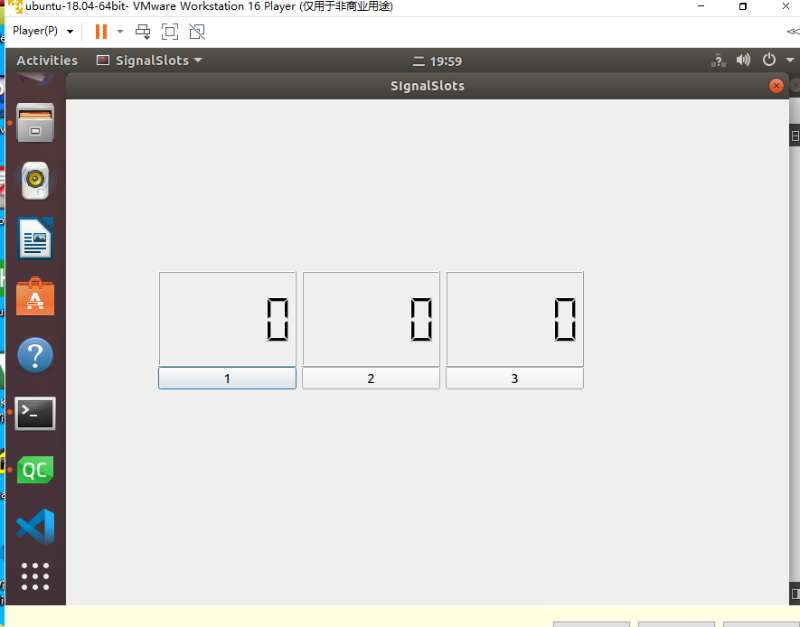 ubuntu-18.04-64bit- VMware Workstation 16 Player (仅用于非商业用途)
Player(P)
Activities SignalSlots 二 19:59
SignalSlots
0 0 0
1 2 3
QC